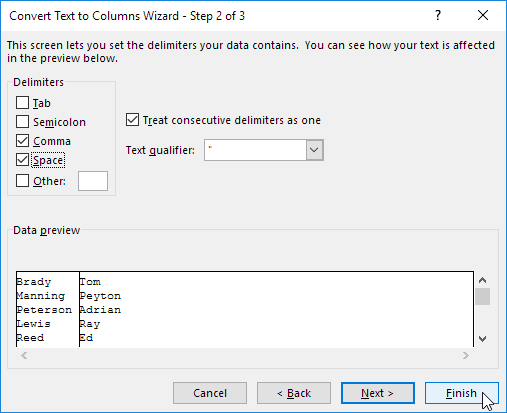 Convert Text to Columns Wizard - Step 2 of 3
This screen lets you set the delimiters your data contains.  You can see how your text is affected
in the preview below.
Delimiters
Tab
Semicolon
Comma
Space
Other:
Treat consecutive delimiters as one
Text qualifier: "
Data preview
Brady Tom
Manning Peyton
Peterson Adrian
Lewis Ray
Reed Ed
Cancel < Back Next > Finish